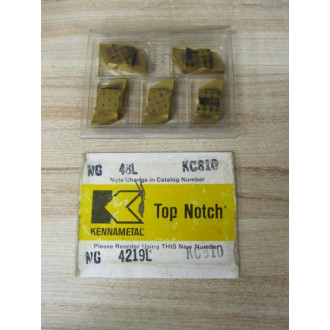 NG 48L KC810
Note Change in Catalog Number
Top Notch
KENNAMETAL
Please Reorder Using THIS New Number
NG 4219L KC810